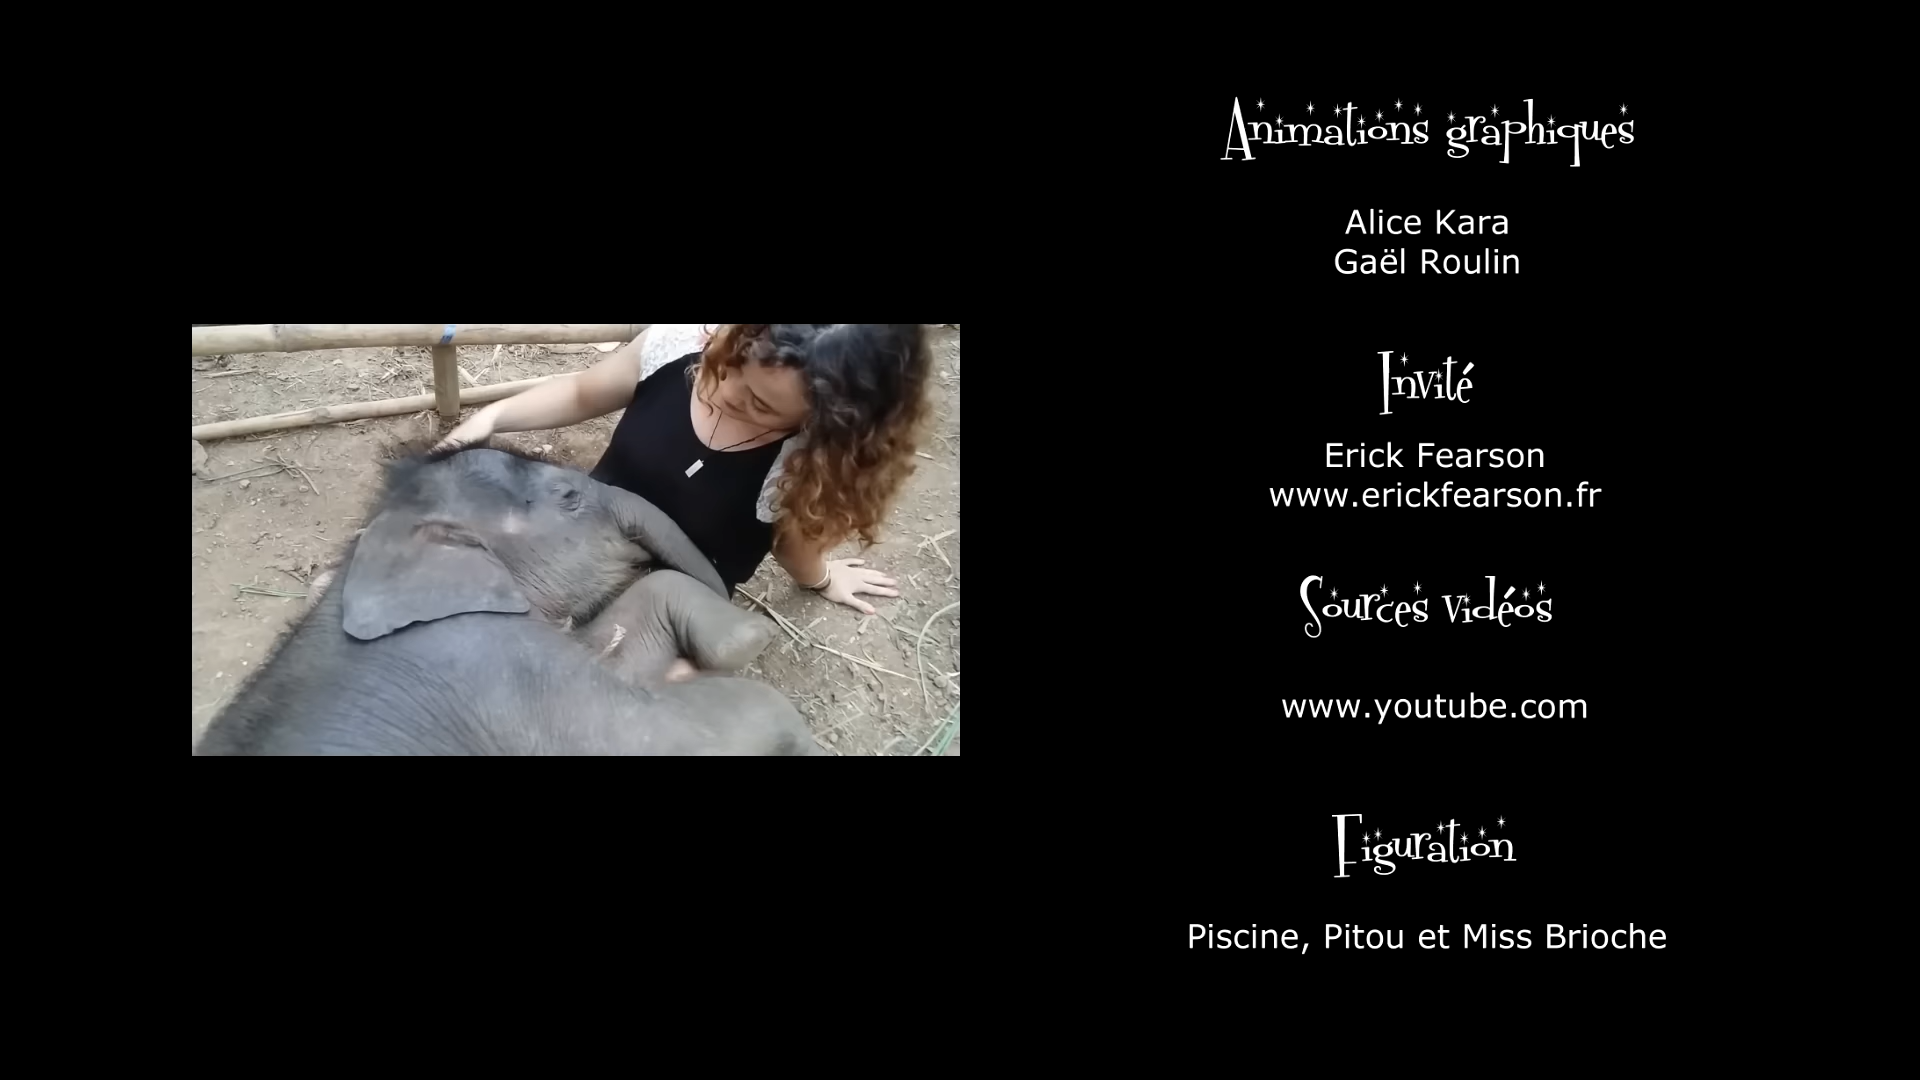 Animations graphiques
Alice Kara
Gaël Roulin
Invité
Erick Fearson
www.erickfearson.fr
Sources vidéos
www.youtube.com
Figuration
Piscine, Pitou et Miss Brioche